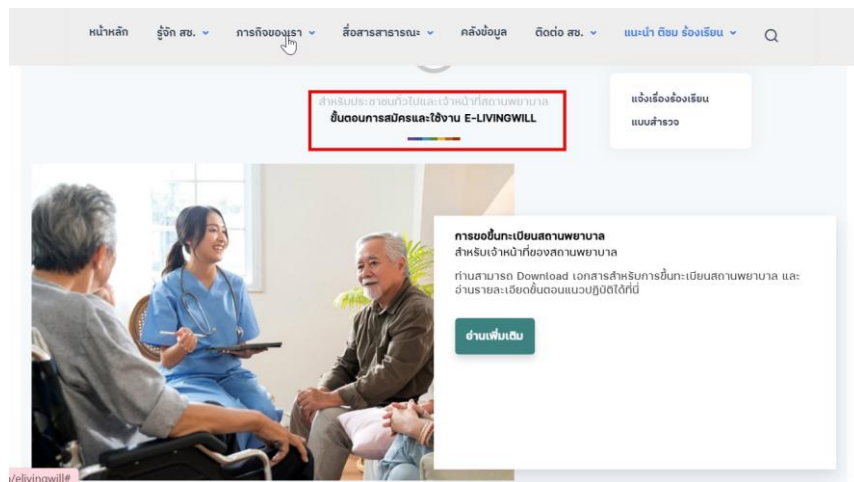 หน้าหลัก รู้จัก สช. ภารกิจของเรา สื่อสารสาธารณะ คลังข้อมูล ติดต่อ สช. แนะนำ ติชม ร้องเรียน
แจ้งเรื่องร้องเรียน
แบบสำรวจ
สำหรับประชาชนทั่วไปและเจ้าหน้าที่สถานพยาบาล
ขั้นตอนการสมัครและใช้งาน E-LIVINGWILL
การขอขึ้นทะเบียนสถานพยาบาล
สำหรับเจ้าหน้าที่ของสถานพยาบาล
ท่านสามารถ Download เอกสารสำหรับการขึ้นทะเบียนสถานพยาบาล และ
อ่านรายละเอียดขั้นตอนแนวปฏิบัติได้ที่นี่
อ่านเพิ่มเติม
/elivingwill#